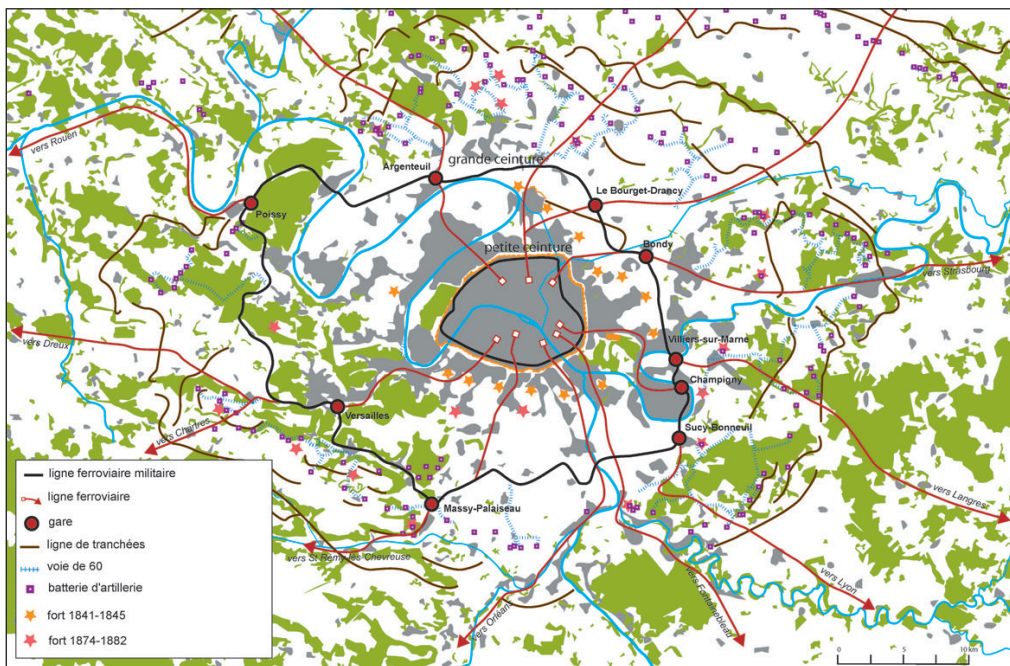 vers Rouen
Argenteuil
grande ceinture
Le Bourget-Drancy
Poissy
petite ceinture
Bondy
vers Strasbourg
vers Dreux
Villiers-sur-Marne
Champigny
Versailles
vers Chartres
Sucy-Bonneuil
vers Langres
Massy-Palaiseau
vers St Rémy-lès-Chevreuse
vers Orléans
vers Fontainebleau
vers Lyon
ligne ferroviaire militaire
ligne ferroviaire
gare
ligne de tranchées
voie de 60
batterie d'artillerie
fort 1841-1845
fort 1874-1882
0 5 10 km